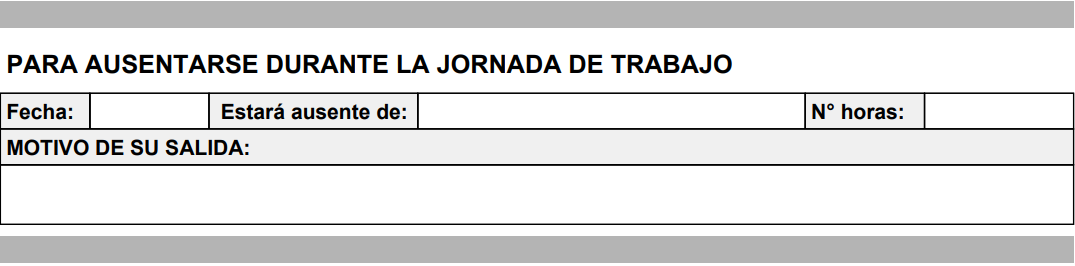 PARA AUSENTARSE DURANTE LA JORNADA DE TRABAJO
Fecha: Estará ausente de: N° horas:
MOTIVO DE SU SALIDA: